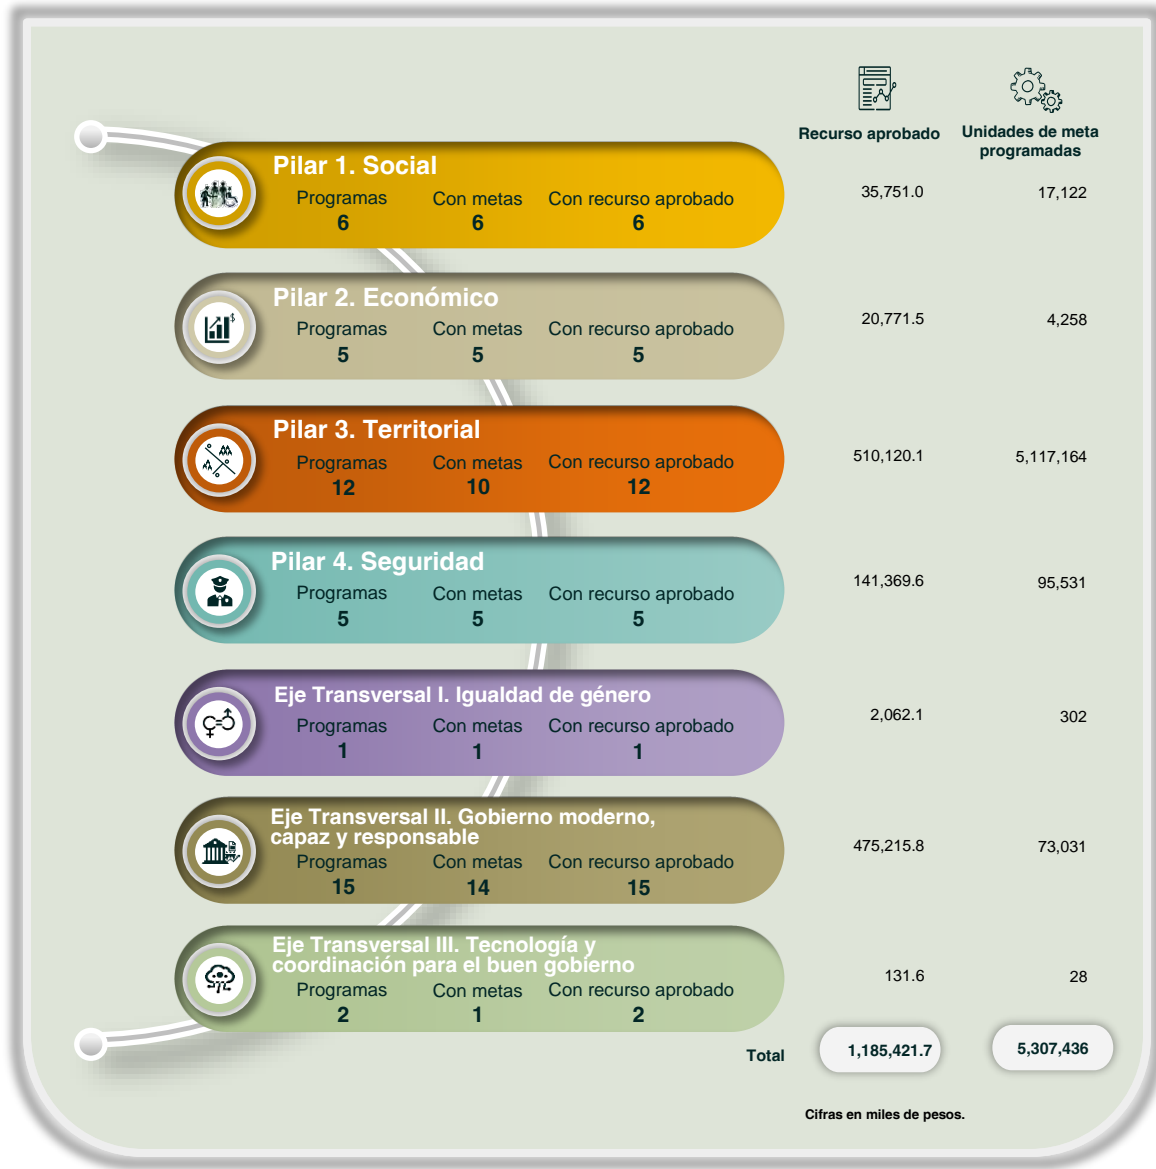 Recurso aprobado
Unidades de meta
programadas
Pilar 1. Social
Programas Con metas Con recurso aprobado
6 6 6
35,751.0 17,122
Pilar 2. Económico
Programas Con metas Con recurso aprobado
5 5 5
20,771.5 4,258
Pilar 3. Territorial
Programas Con metas Con recurso aprobado
12 10 12
510,120.1 5,117,164
Pilar 4. Seguridad
Programas Con metas Con recurso aprobado
5 5 5
141,369.6 95,531
Eje Transversal I. Igualdad de género
Programas Con metas Con recurso aprobado
1 1 1
2,062.1 302
Eje Transversal II. Gobierno moderno,
capaz y responsable
Programas Con metas Con recurso aprobado
15 14 15
475,215.8 73,031
Eje Transversal III. Tecnología y
coordinación para el buen gobierno
Programas Con metas Con recurso aprobado
2 1 2
131.6 28
Total 1,185,421.7 5,307,436
Cifras en miles de pesos.